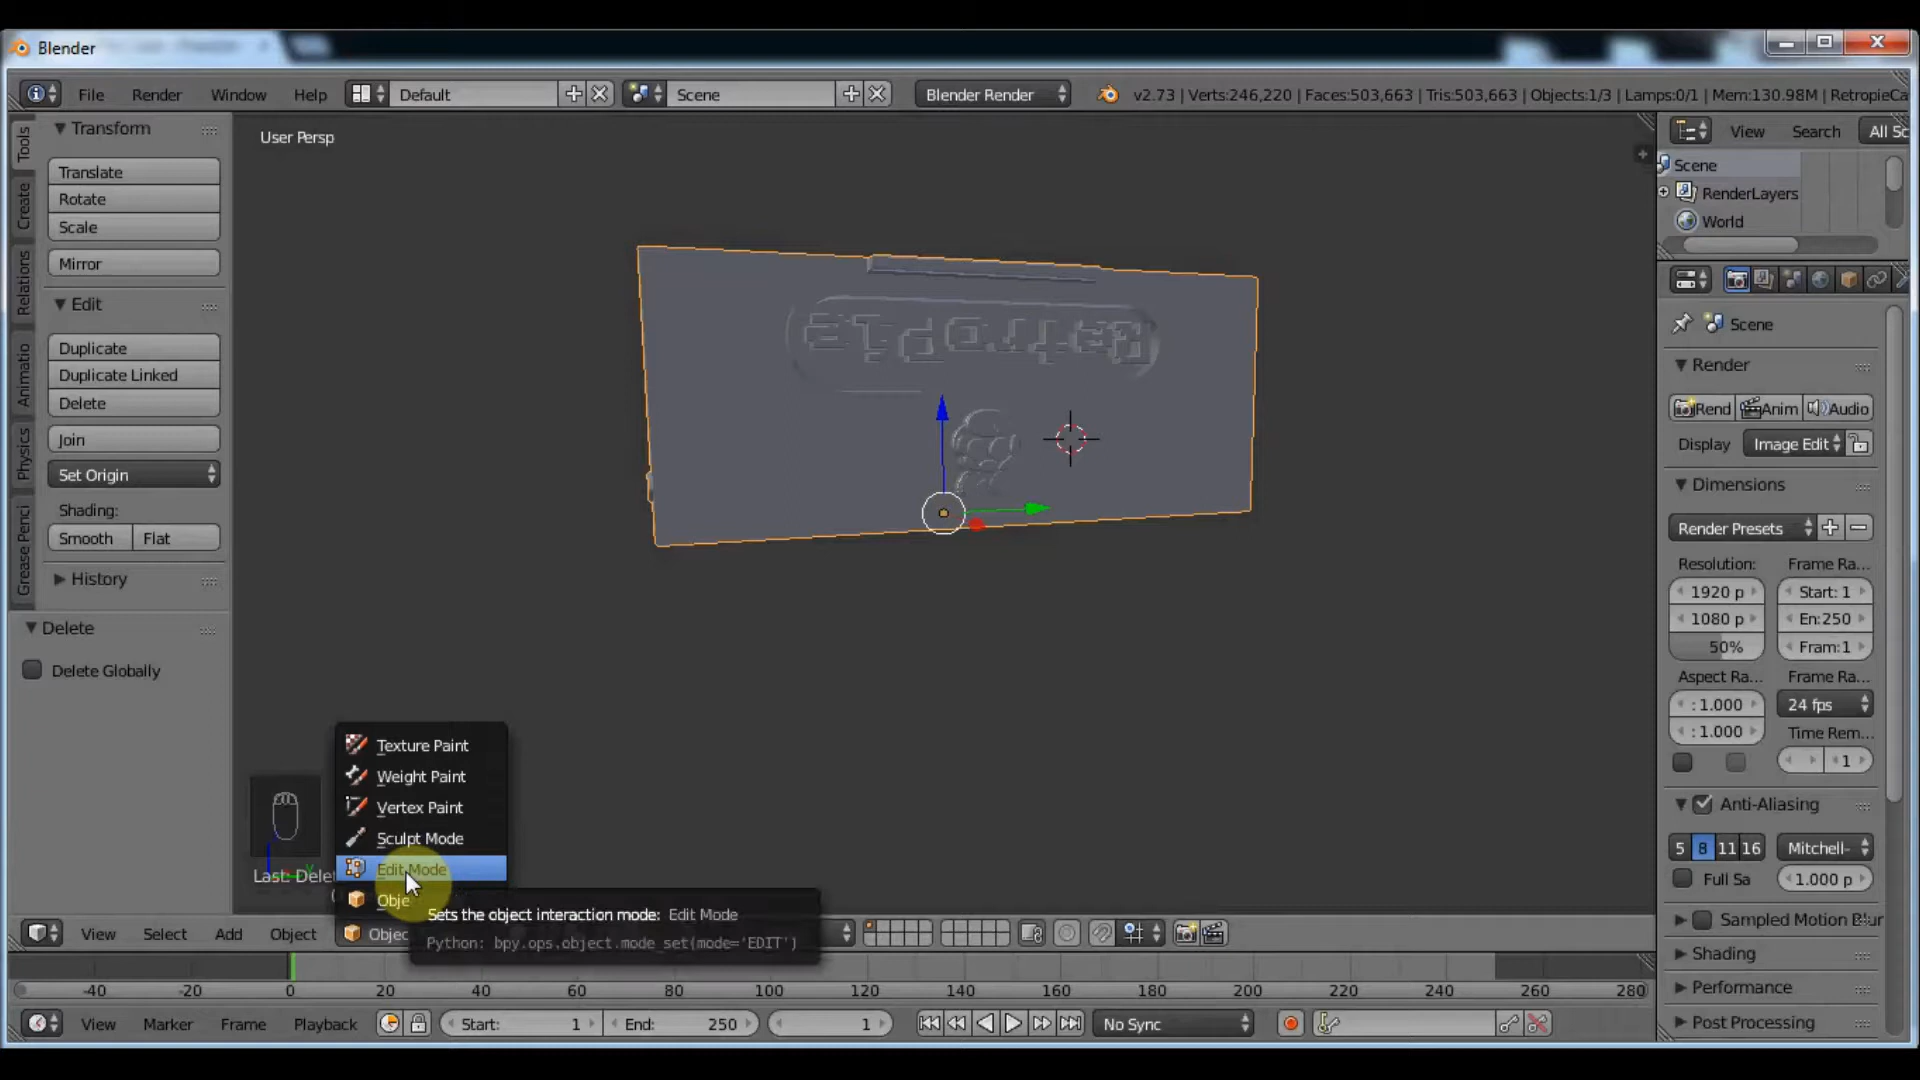 Blender
File Render Window Help Default Scene Blender Render v2.73 | Verts:246,220 | Faces:503,663 | Tris:503,663 | Objects:1/3 | Lamps:0/1 | Mem:130.98M | RetropieCa
Tools
Create
Relations
Animatio
Physics
Grease Penci
Transform
Translate
Rotate
Scale
Mirror
Edit
Duplicate
Duplicate Linked
Delete
Join
Set Origin
Shading:
Smooth Flat
History
Delete
Delete Globally
User Persp
RetroPie
Texture Paint
Weight Paint
Vertex Paint
Sculpt Mode
Edit Mode
Obje
Last: Delet
Sets the object interaction mode: Edit Mode
Python: bpy.ops.object.mode_set(mode='EDIT')
View Select Add Object Objec
-40 -20 0 20 40 60 80 100 120 140 160 180 200 220 240 260 280
View Marker Frame Playback Start: 1 End: 250 1 No Sync
View Search All Sc
Scene
RenderLayers
World
Scene
Render
Rend Anim Audio
Display Image Edit
Dimensions
Render Presets
Resolution: Frame Ra...
1920 p Start: 1
1080 p En:250
50% Fram:1
Aspect Ra... Frame Ra...
: 1.000 24 fps
: 1.000 Time Rem...
1
Anti-Aliasing
5 8 11 16 Mitchell-
Full Sa 1.000 p
Sampled Motion Blur
Shading
Performance
Post Processing